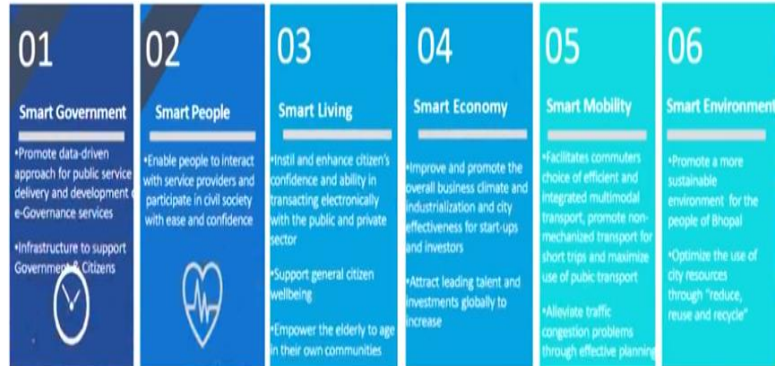 01
Smart Government
•Promote data-driven
approach for public service
delivery and development
e-Governance services
•Infrastructure to support
Government & Citizens
02
Smart People
•Enable people to interact
with service providers and
participate in civil society
with ease and confidence
03
Smart Living
•Instil and enhance citizen's
confidence and ability in
transacting electronically
with the public and private
sector
•Support general citizen
wellbeing
•Empower the elderly to age
in their own communities
04
Smart Economy
•Improve and promote the
overall business climate and
industrialization and city
effectiveness for start-ups
and investors
•Attract leading talent and
investments globally to
increase
05
Smart Mobility
•Facilitates commuters
choice of efficient and
integrated multimodal
transport, promote non-
mechanized transport for
short trips and maximize
use of pubic transport
•Alleviate traffic
congestion problems
through effective planning
06
Smart Environment
•Promote a more
sustainable
environment for the
people of Bhopal
•Optimize the use of
city resources
through "reduce,
reuse and recycle"